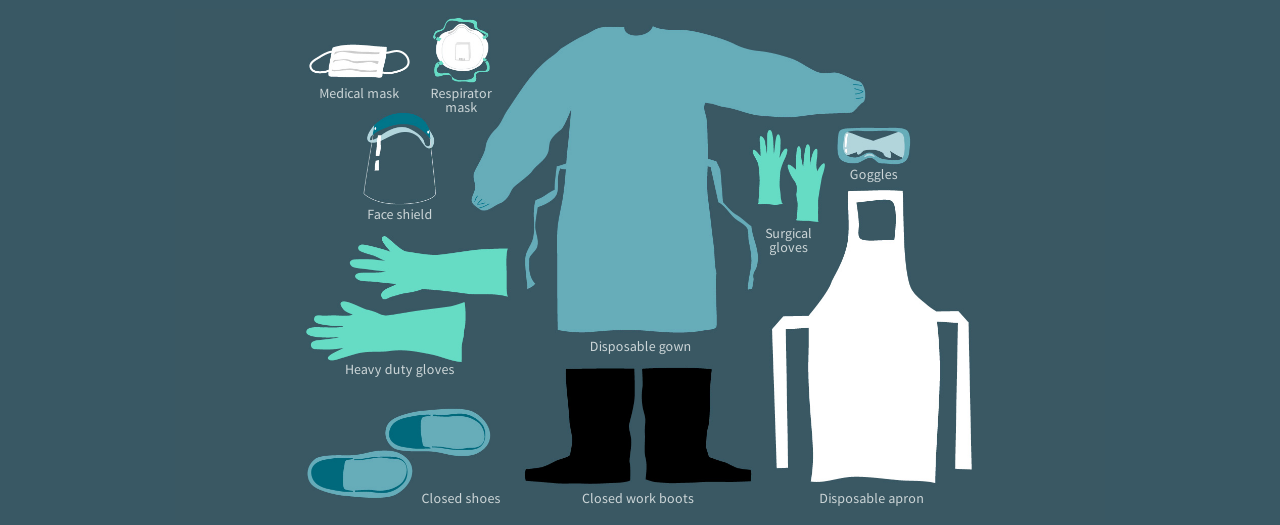 Medical mask
Respirator
mask
Face shield
Goggles
Surgical
gloves
Heavy duty gloves
Disposable gown
Closed shoes
Closed work boots
Disposable apron